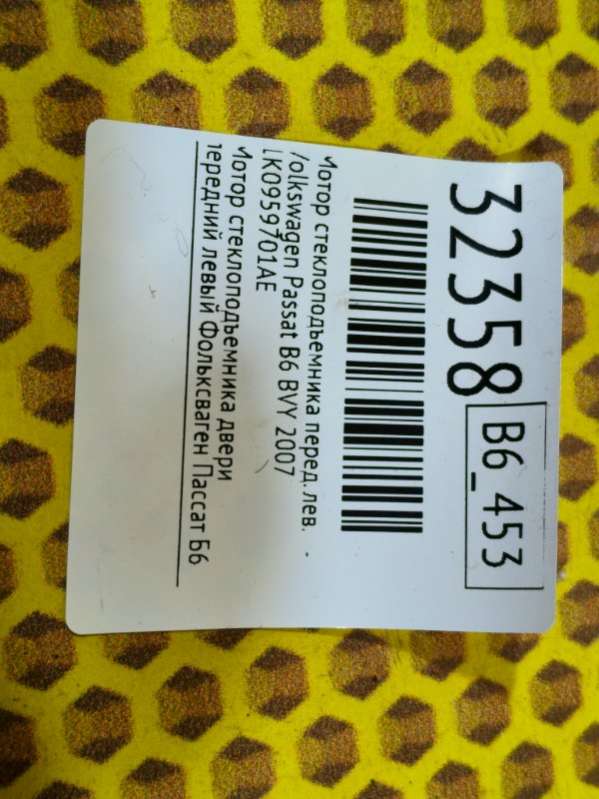 32358
B6_453
Мотор стеклоподъемника перед. лев.
Volkswagen Passat B6 BVY 2007
1K0959701AE
Мотор стеклоподъемника двери
передний левый Фольксваген Пассат Б6